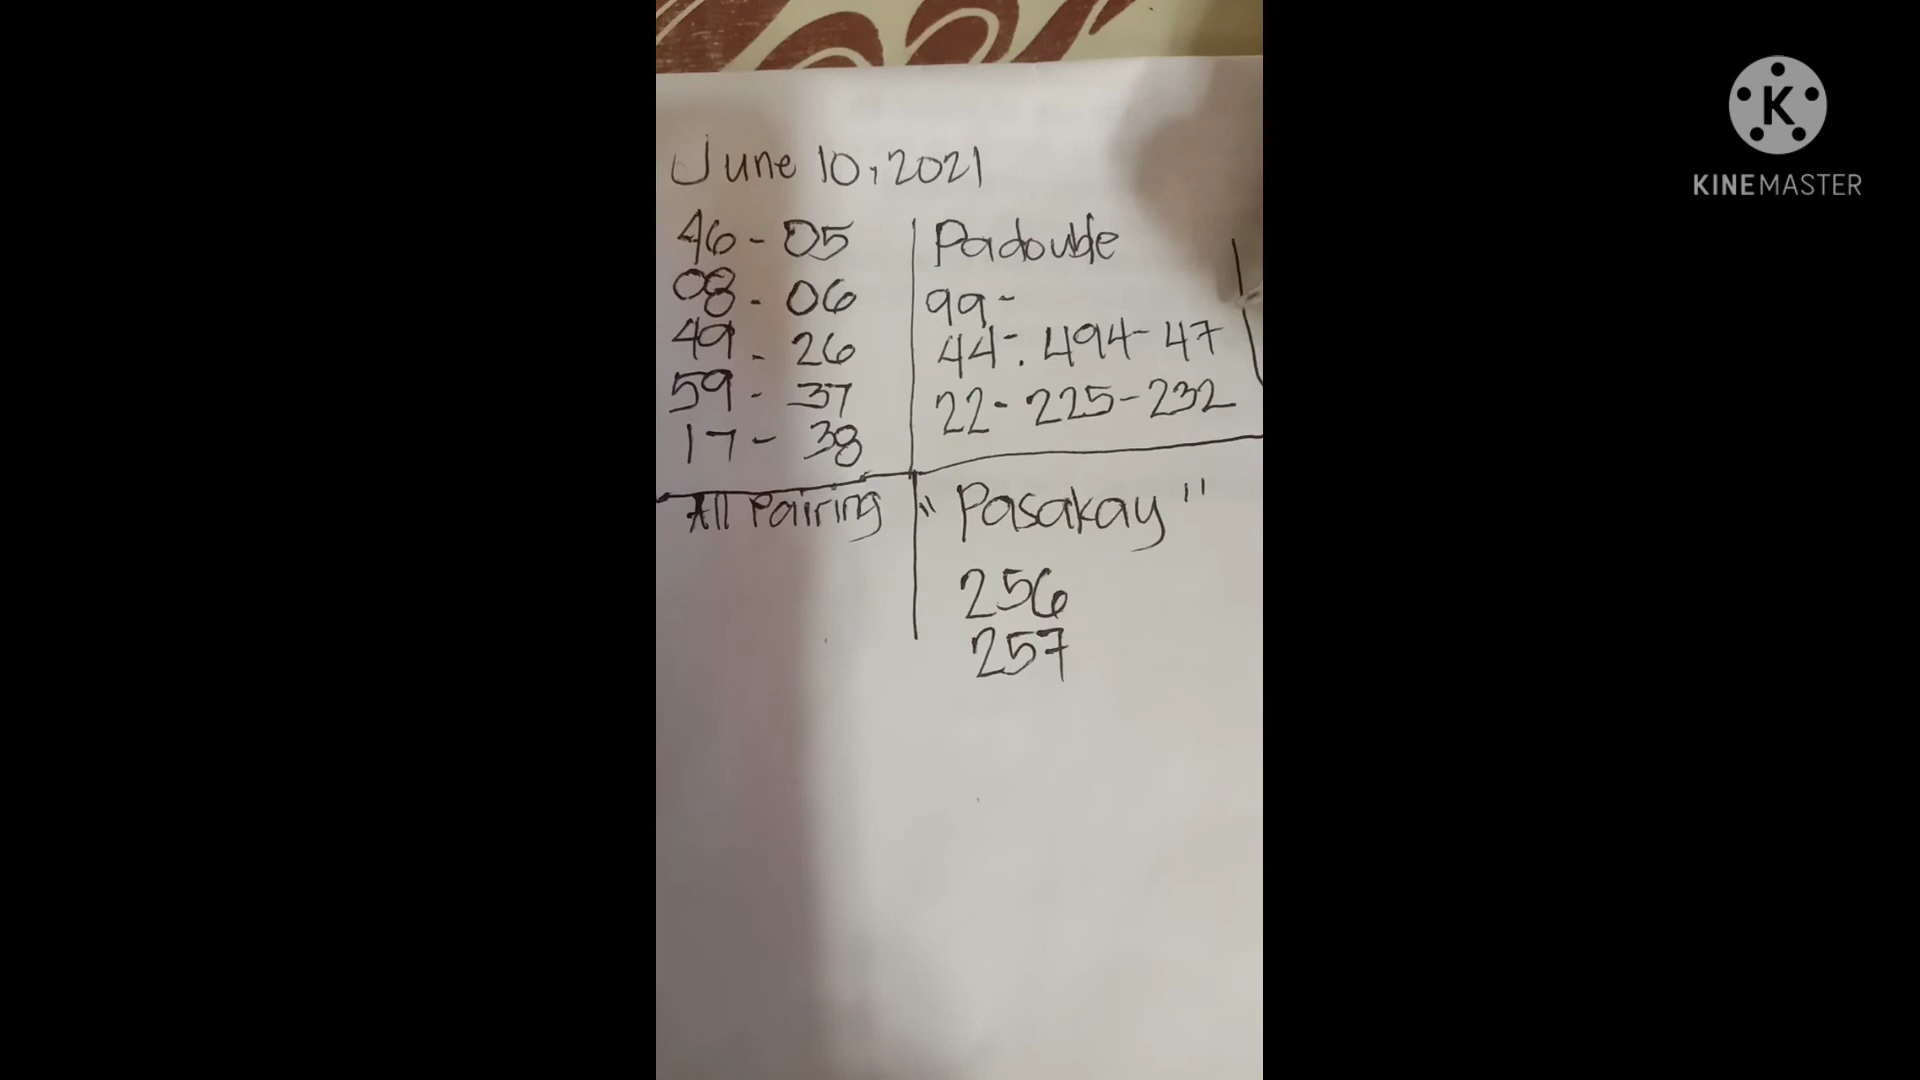 June 10, 2021
46 - 05
08 - 06
49 - 26
59 - 37
17 - 38
All Pairing
Padouble
99 -
44 -. 494 - 47
22 - 225 - 232
"Pasakay"
256
257
K
KINEMASTER